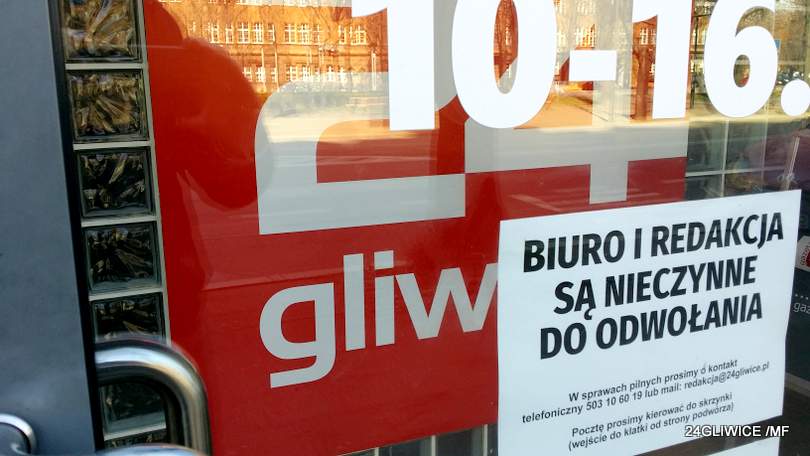 10-16.
24
gliw
BIURO I REDAKCJA
SĄ NIECZYNNE
DO ODWOŁANIA
W sprawach pilnych prosimy o kontakt
telefoniczny 503 10 60 19 lub mail: redakcja@24gliwice.pl
Pocztę prosimy kierować do skrzynki
(wejście do klatki od strony podwórza)
gaz
24GLIWICE /MF